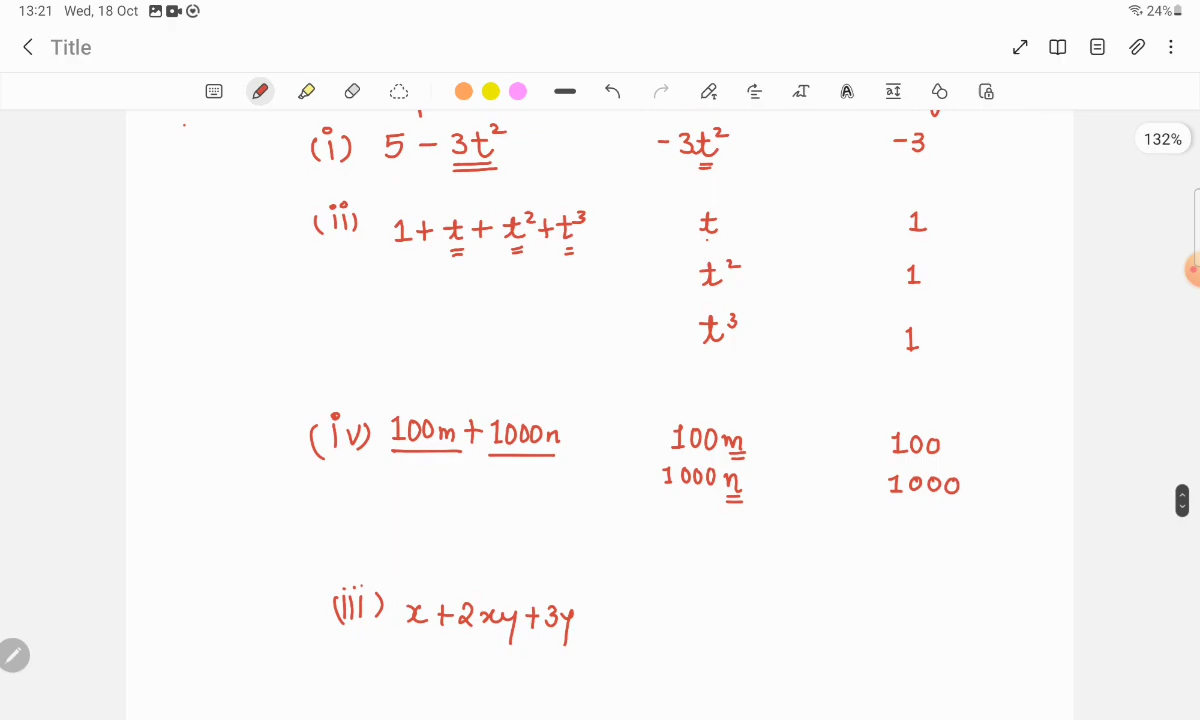 13:21 Wed, 18 Oct 24%
Title
132%
(i) 5 - 3t² -3t² -3
(ii) 1 + t + t² + t³ t 1
t² 1
t³ 1
(iv) 100m + 1000n 100m 100
1000n 1000
(iii) x + 2xy + 3y